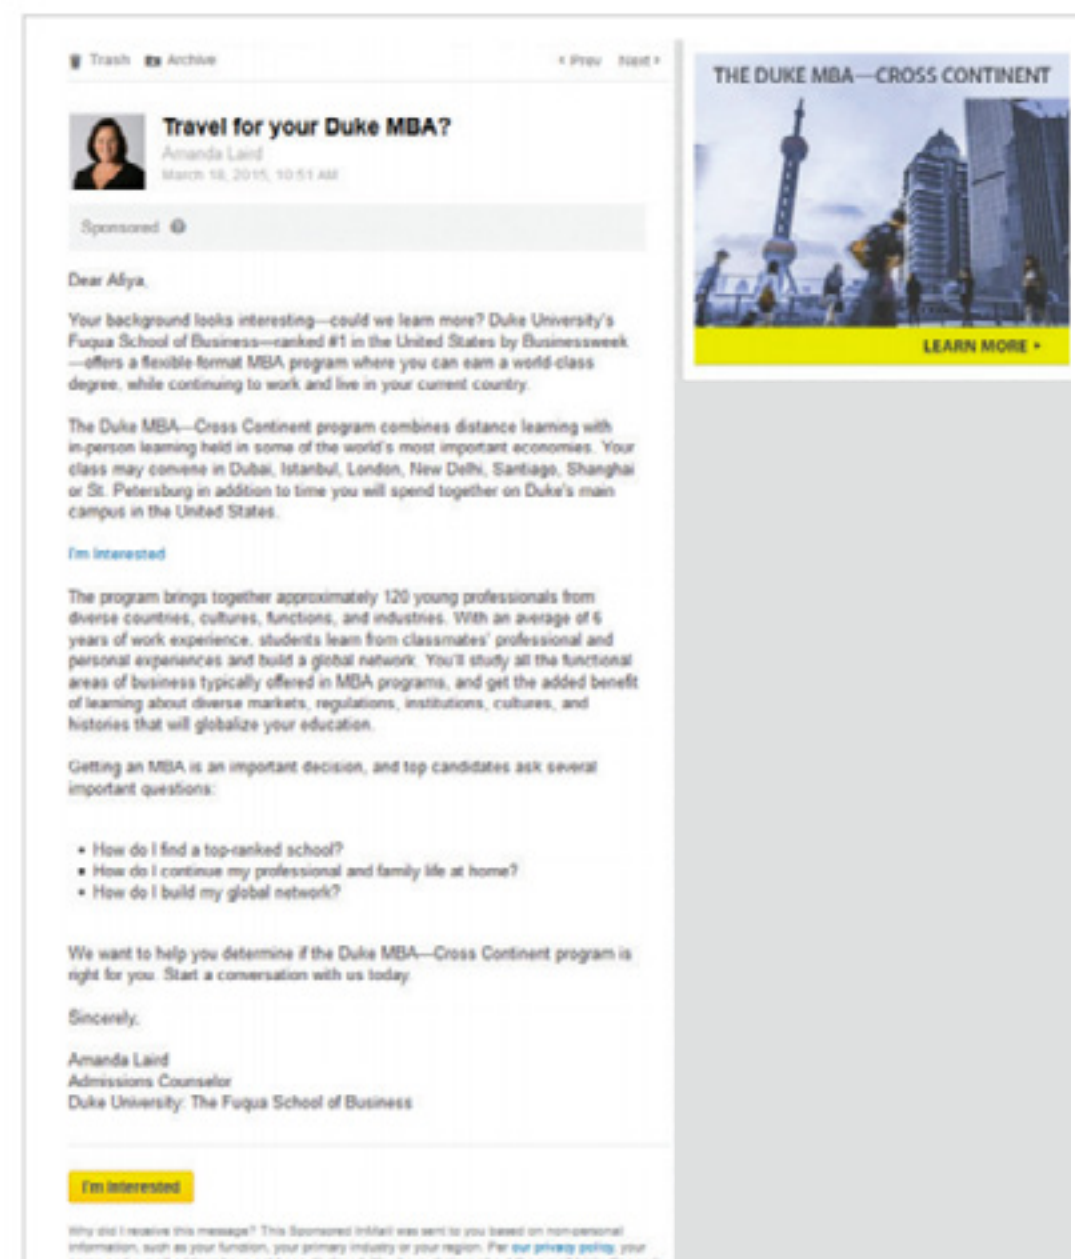 Trash Archive
Prev Next
Travel for your Duke MBA?
Amanda Laird
March 18, 2015, 10:51 AM
Sponsored
Dear Aliya,
Your background looks interesting—could we learn more? Duke University's
Fuqua School of Business—ranked #1 in the United States by Businessweek
—offers a flexible-format MBA program where you can earn a world-class
degree, while continuing to work and live in your current country.
The Duke MBA—Cross Continent program combines distance learning with
in-person learning held in some of the world's most important economies. Your
class may convene in Dubai, Istanbul, London, New Delhi, Santiago, Shanghai
or St. Petersburg in addition to time you will spend together on Duke's main
campus in the United States.
I'm Interested
The program brings together approximately 120 young professionals from
diverse countries, cultures, functions, and industries. With an average of 6
years of work experience, students learn from classmates' professional and
personal experiences and build a global network. You'll study all the functional
areas of business typically offered in MBA programs, and get the added benefit
of learning about diverse markets, regulations, institutions, cultures, and
histories that will globalize your education.
Getting an MBA is an important decision, and top candidates ask several
important questions:
• How do I find a top-ranked school?
• How do I continue my professional and family life at home?
• How do I build my global network?
We want to help you determine if the Duke MBA—Cross Continent program is
right for you. Start a conversation with us today.
Sincerely,
Amanda Laird
Admissions Counselor
Duke University: The Fuqua School of Business
I'm Interested
Why did I receive this message? This Sponsored InMail was sent to you based on non-personal
information, such as your function, your primary industry or your region. Per our privacy policy, your
THE DUKE MBA—CROSS CONTINENT
LEARN MORE